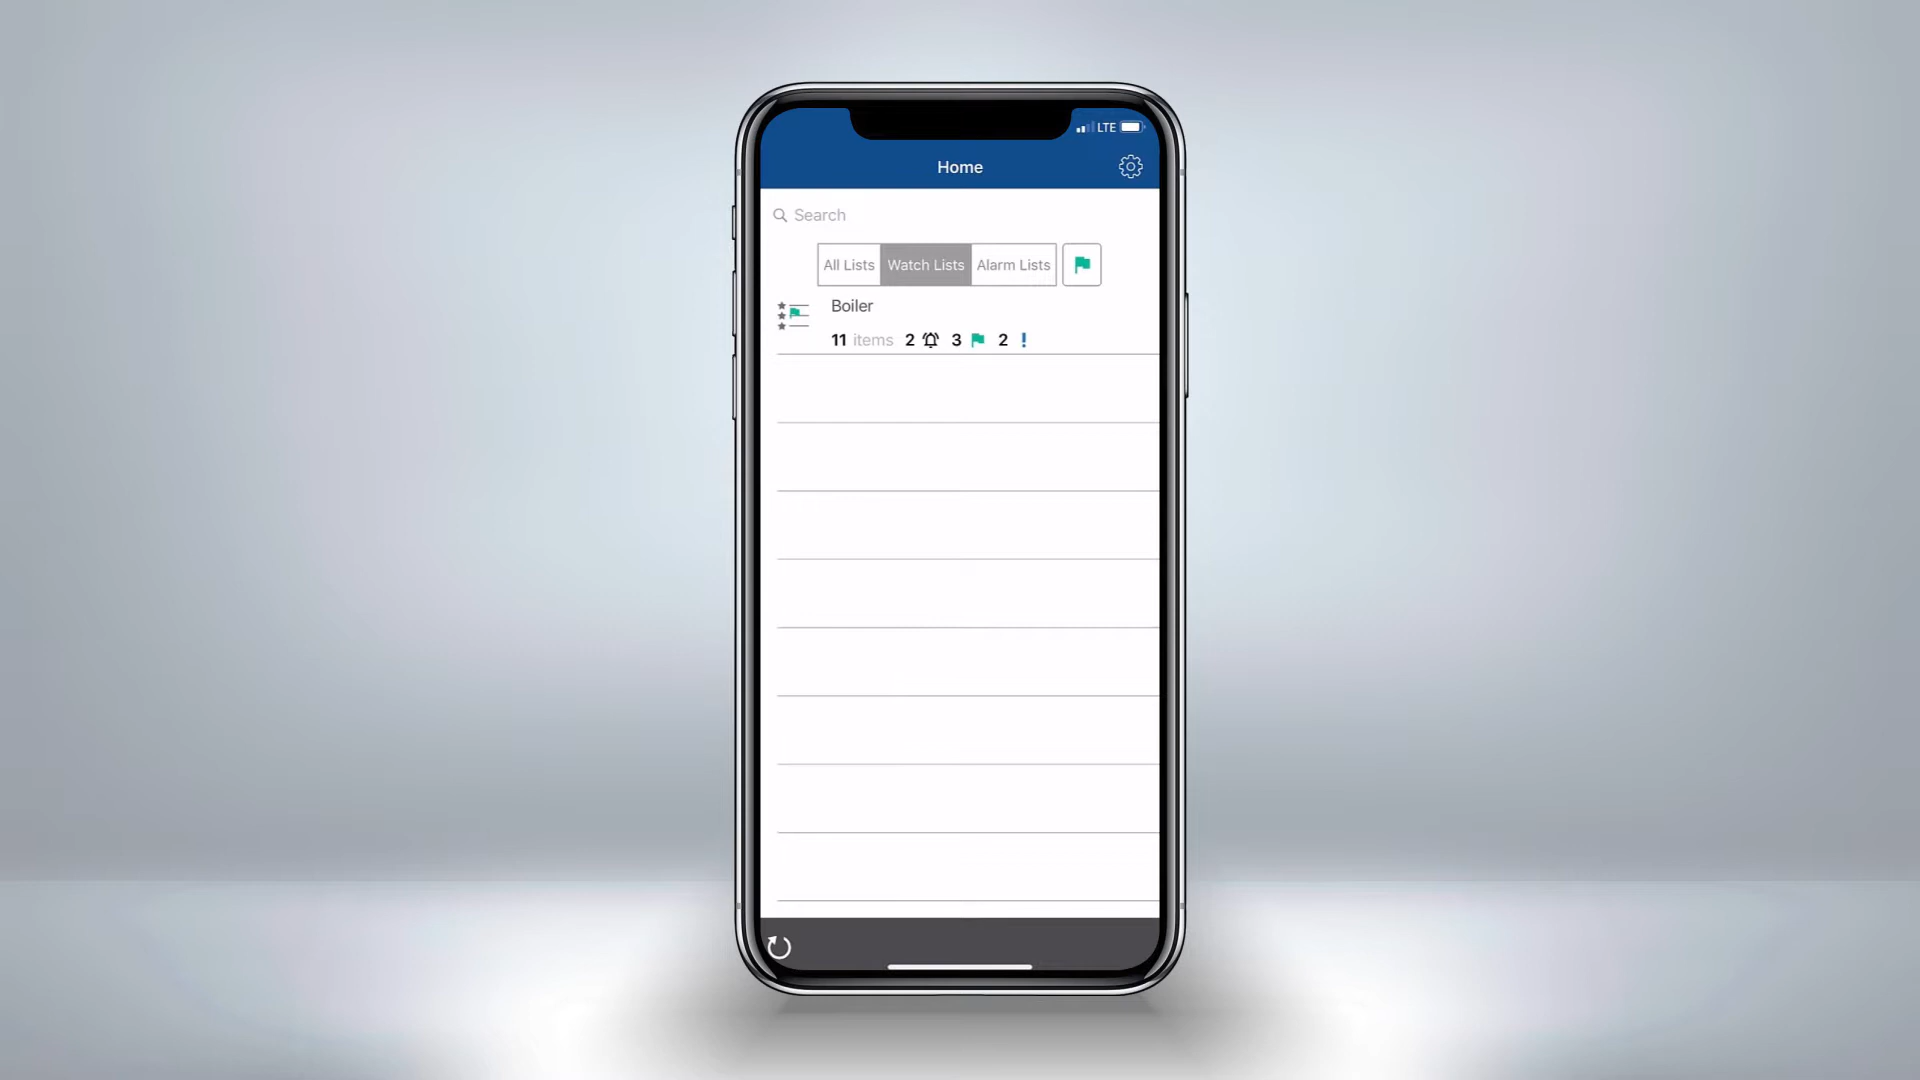 LTE
Home
Search
All Lists Watch Lists Alarm Lists
Boiler
11 items 2 3 2 !